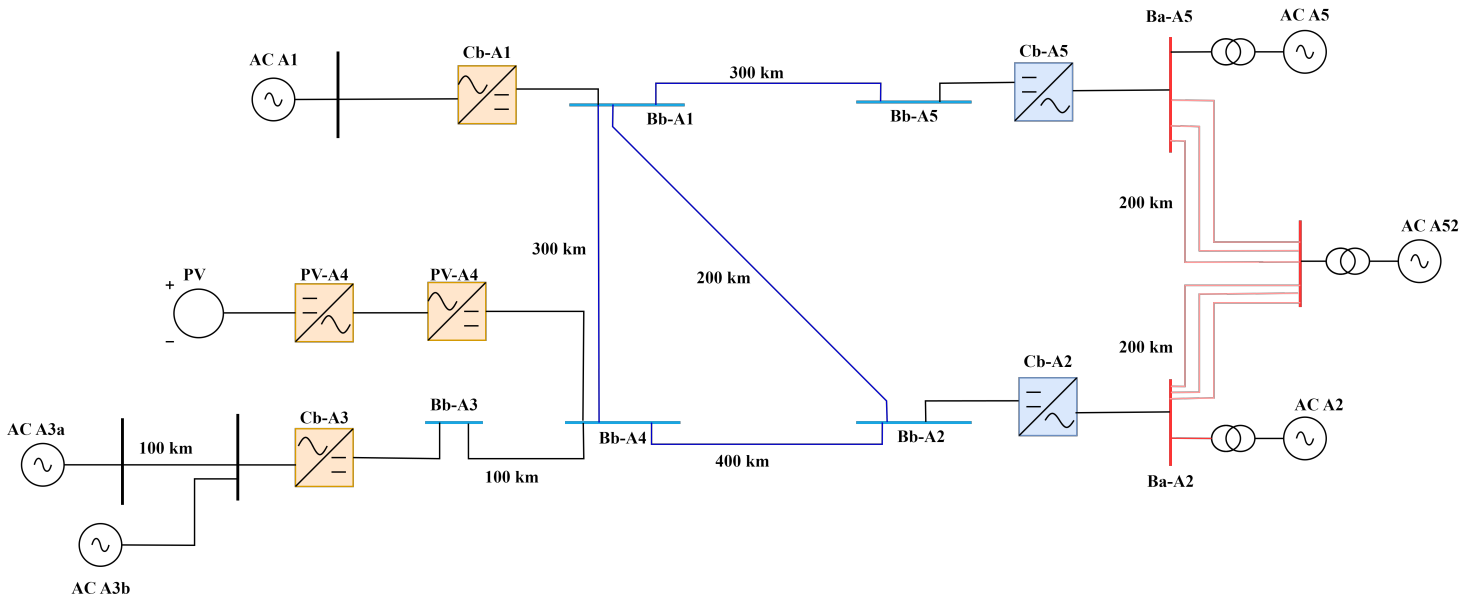 Ba-A5
AC A5
AC A1
Cb-A1
Cb-A5
300 km
Bb-A1
Bb-A5
200 km
AC A52
300 km
200 km
PV
PV-A4
PV-A4
+
−
200 km
Cb-A2
Bb-A3
Cb-A3
AC A3a
100 km
Bb-A4
Bb-A2
AC A2
400 km
100 km
Ba-A2
AC A3b